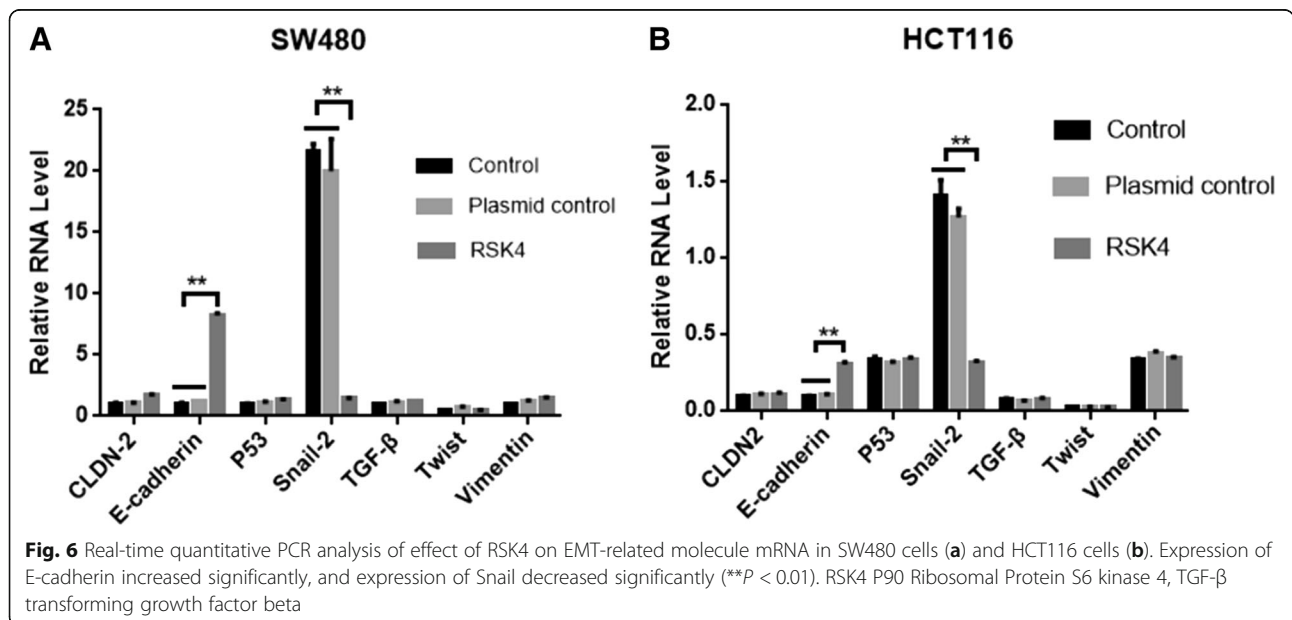 A
SW480
Relative RNA Level
25
20
15
10
5
0
**
**
Control
Plasmid control
RSK4
CLDN-2
E-cadherin
P53
Snail-2
TGF-β
Twist
Vimentin
B
HCT116
Relative RNA Level
2.0
1.5
1.0
0.5
0.0
**
**
Control
Plasmid control
RSK4
CLDN2
E-cadherin
P53
Snail-2
TGF-β
Twist
Vimentin
Fig. 6 Real-time quantitative PCR analysis of effect of RSK4 on EMT-related molecule mRNA in SW480 cells (a) and HCT116 cells (b). Expression of
E-cadherin increased significantly, and expression of Snail decreased significantly (**P < 0.01). RSK4 P90 Ribosomal Protein S6 kinase 4, TGF-β
transforming growth factor beta